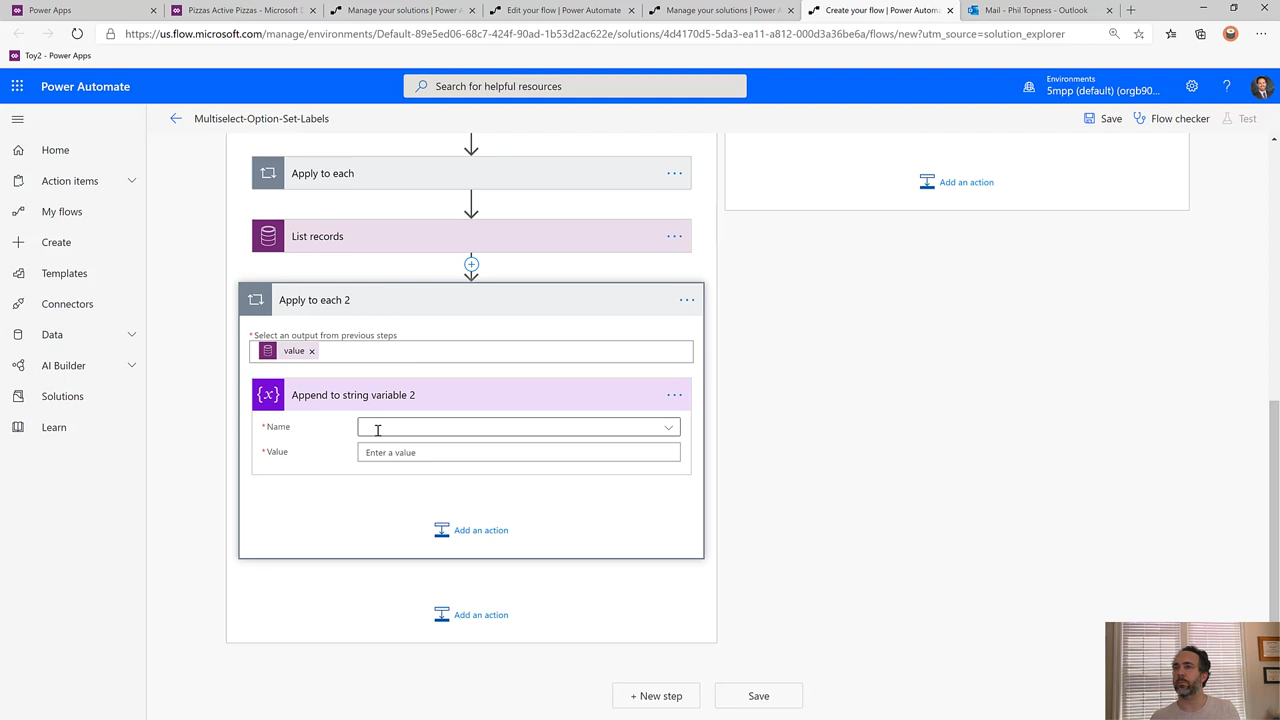 Power Apps
Pizzas Active Pizzas - Microsoft D
Manage your solutions | Power A
Edit your flow | Power Automate
Manage your solutions | Power A
Create your flow | Power Automa
Mail - Phil Topness - Outlook
https://us.flow.microsoft.com/manage/environments/Default-89e5ed06-68c7-424f-90ad-1b53d2ac622e/solutions/4d4170d5-5da3-ea11-a812-000d3a36be6a/flows/new?utm_source=solution_explorer
Toy2 - Power Apps
Power Automate
Search for helpful resources
Environments
5mpp (default) (orgb90...
Multiselect-Option-Set-Labels
Save
Flow checker
Test
Home
Action items
My flows
Create
Templates
Connectors
Data
AI Builder
Solutions
Learn
Apply to each
List records
Apply to each 2
* Select an output from previous steps
value
{x} Append to string variable 2
* Name
* Value
Enter a value
Add an action
Add an action
Add an action
+ New step
Save